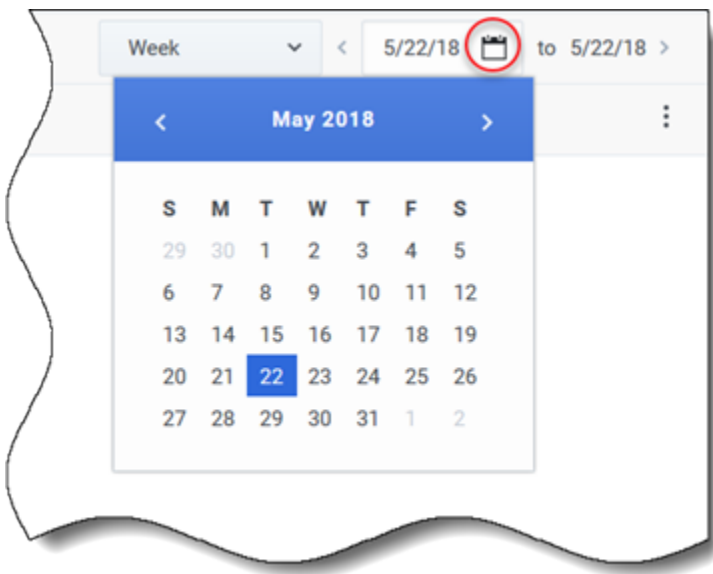 Week 5/22/18 to 5/22/18
May 2018
S M T W T F S
29 30 1 2 3 4 5
6 7 8 9 10 11 12
13 14 15 16 17 18 19
20 21 22 23 24 25 26
27 28 29 30 31 1 2